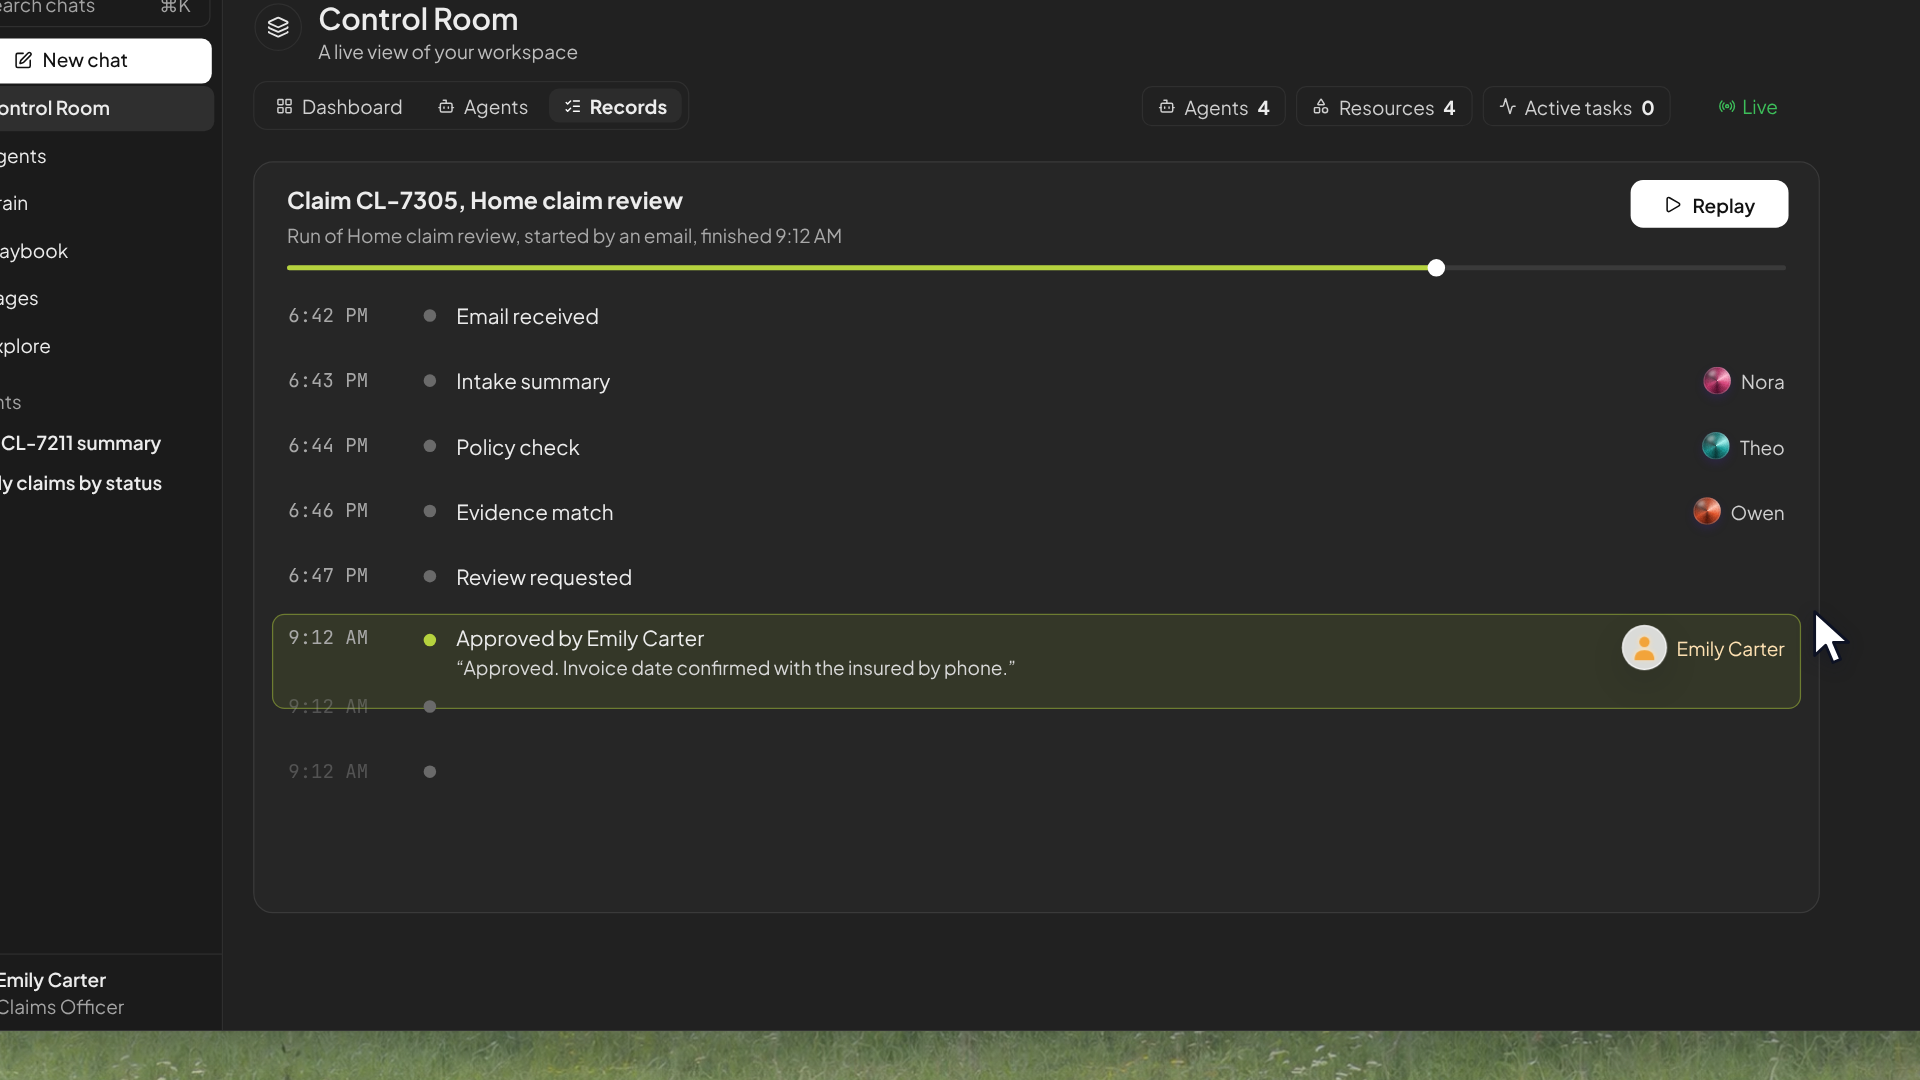 earch chats ⌘K
New chat
ontrol Room
gents
rain
aybook
ages
xplore
nts
CL-7211 summary
ly claims by status
Emily Carter
Claims Officer
Control Room
A live view of your workspace
Dashboard Agents Records
Agents 4 Resources 4 Active tasks 0 Live
Claim CL-7305, Home claim review
Replay
Run of Home claim review, started by an email, finished 9:12 AM
6:42 PM Email received
6:43 PM Intake summary Nora
6:44 PM Policy check Theo
6:46 PM Evidence match Owen
6:47 PM Review requested
9:12 AM Approved by Emily Carter Emily Carter
“Approved. Invoice date confirmed with the insured by phone.”
9:12 AM
9:12 AM